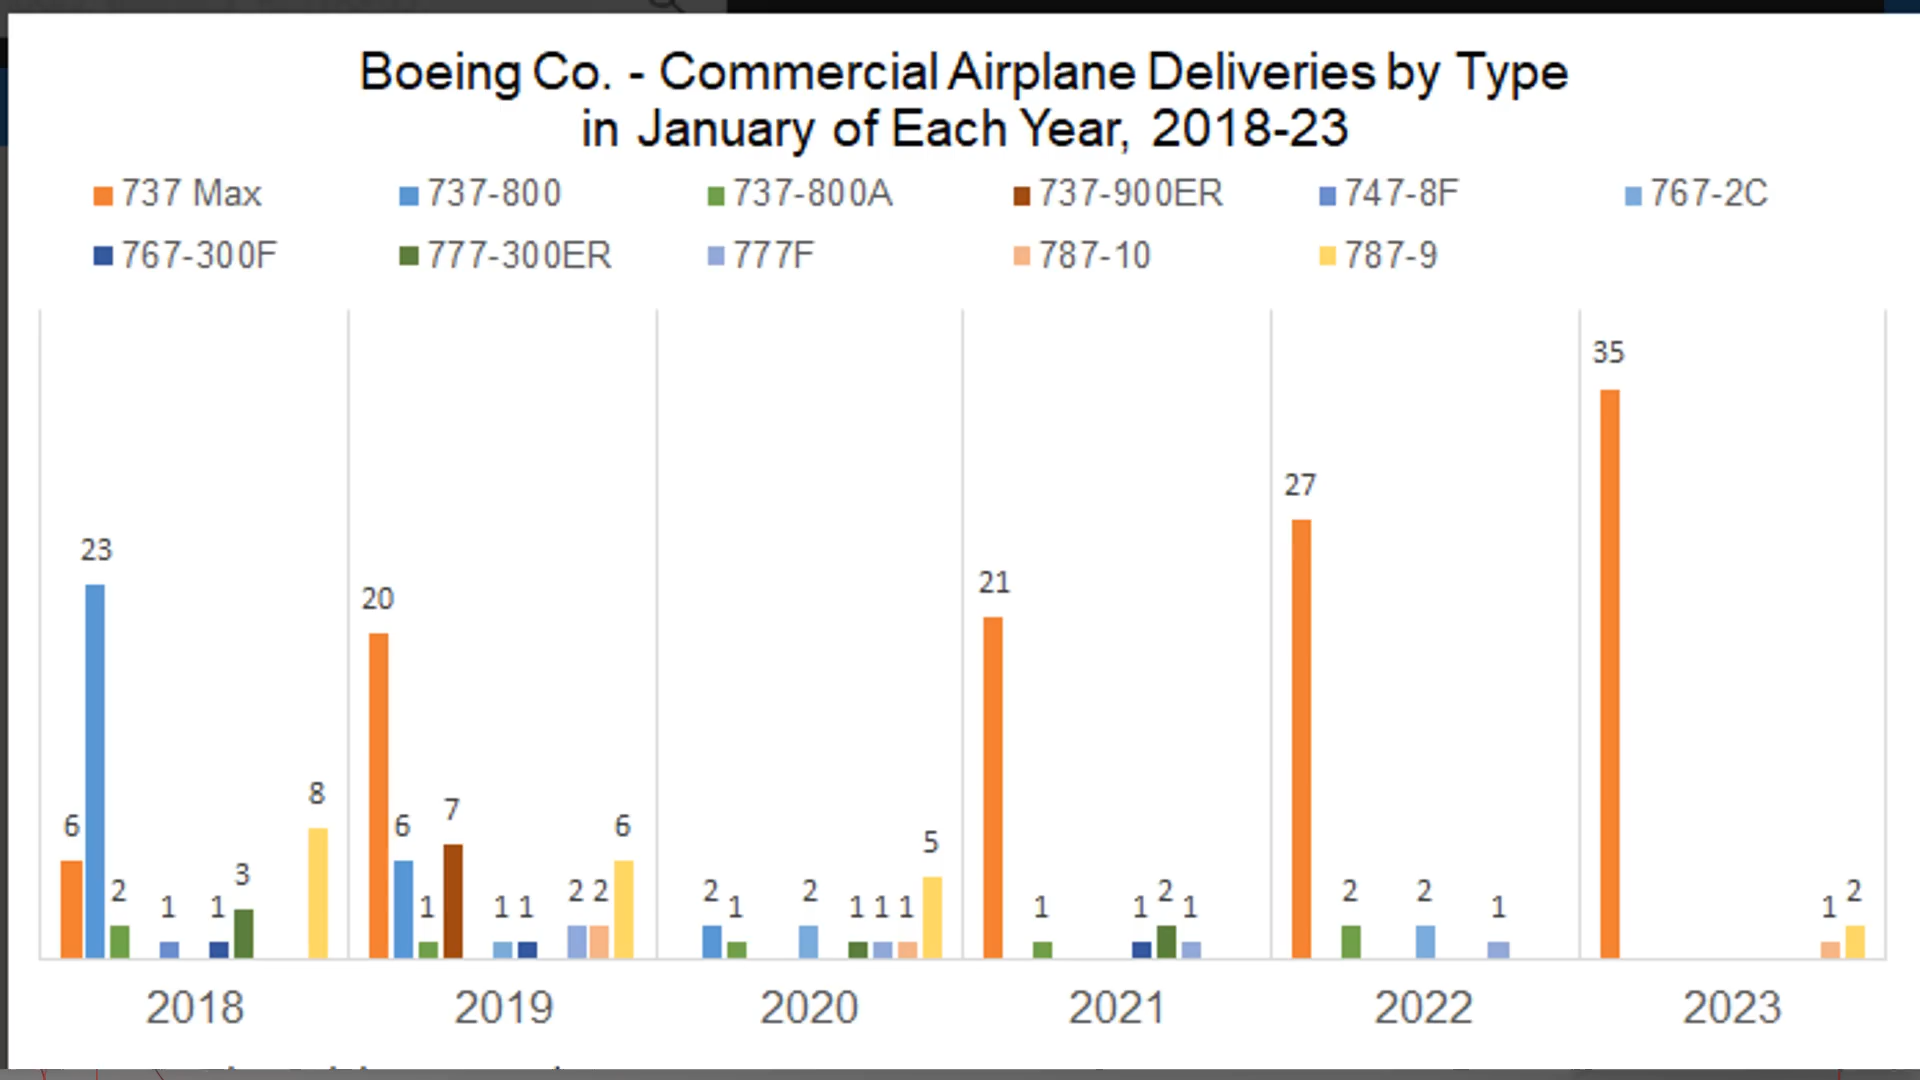 Boeing Co. - Commercial Airplane Deliveries by Type
in January of Each Year, 2018-23
737 Max 737-800 737-800A 737-900ER 747-8F 767-2C
767-300F 777-300ER 777F 787-10 787-9
35
27
23
21
20
8
7
6 6 6
5
3
2 2 2 2 2 2 2 2 2 2
1 1 1 1 1 1 1 1 1 1 1 1 1 1 1
2018 2019 2020 2021 2022 2023